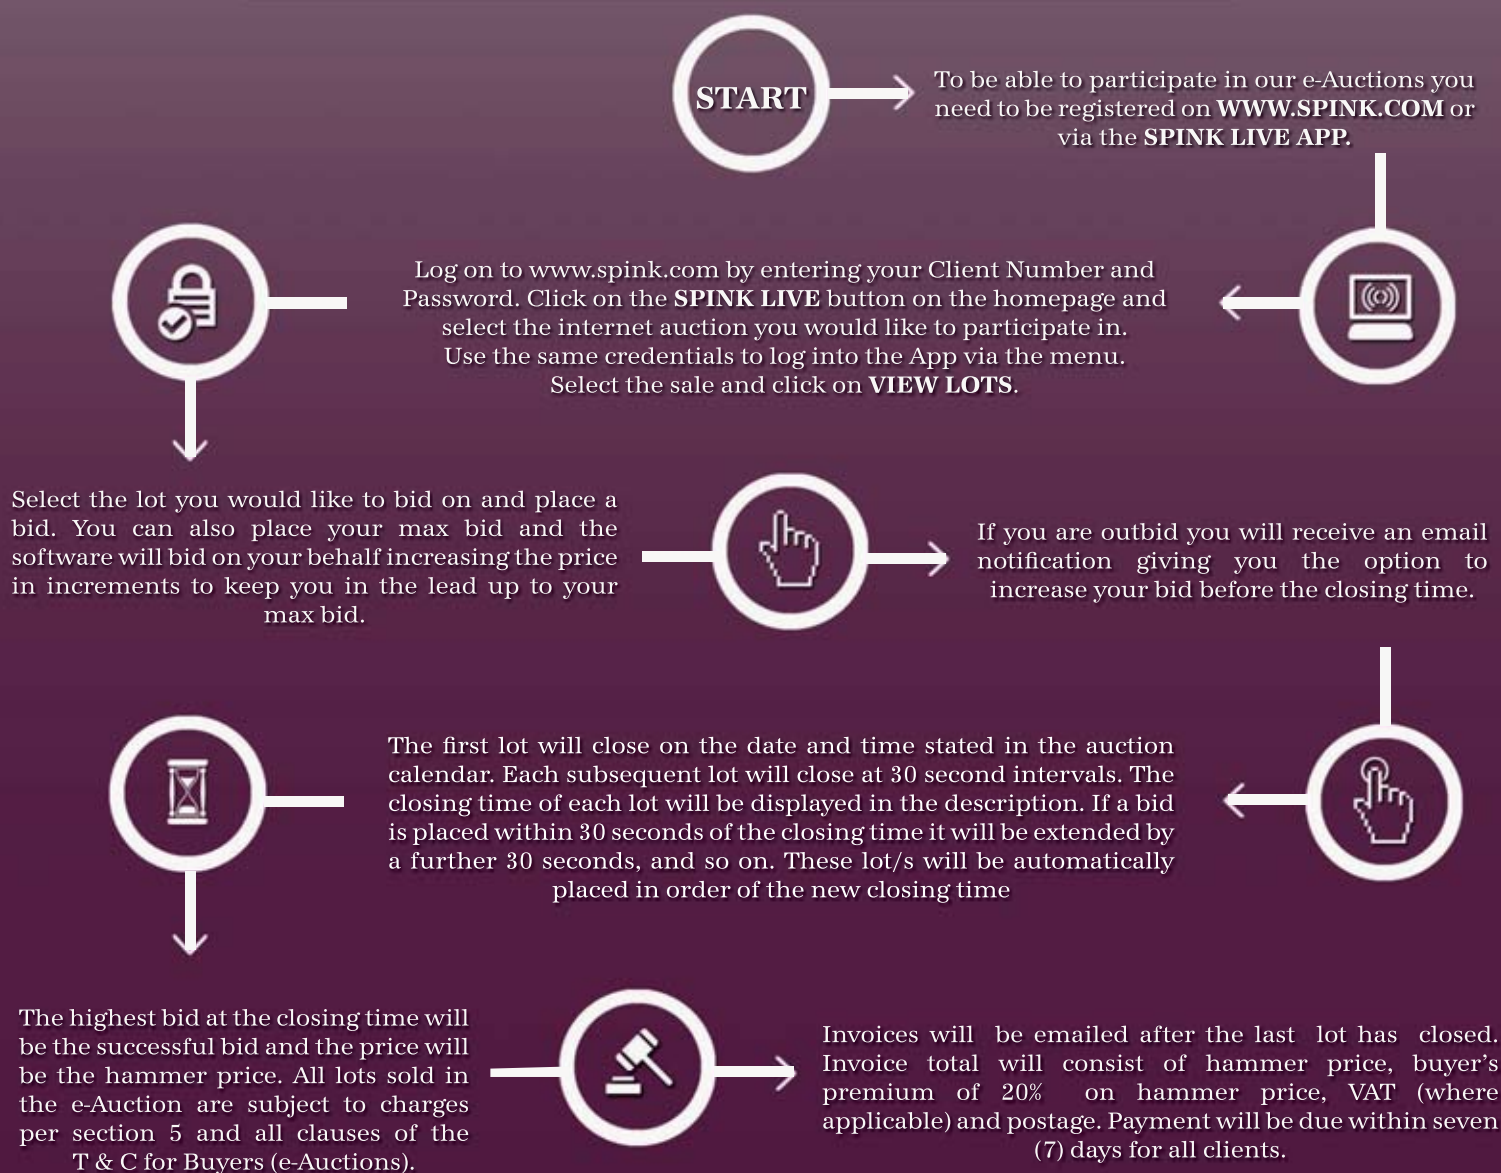 START
To be able to participate in our e-Auctions you
need to be registered on WWW.SPINK.COM or
via the SPINK LIVE APP.
Log on to www.spink.com by entering your Client Number and
Password. Click on the SPINK LIVE button on the homepage and
select the internet auction you would like to participate in.
Use the same credentials to log into the App via the menu.
Select the sale and click on VIEW LOTS.
Select the lot you would like to bid on and place a
bid. You can also place your max bid and the
software will bid on your behalf increasing the price
in increments to keep you in the lead up to your
max bid.
If you are outbid you will receive an email
notification giving you the option to
increase your bid before the closing time.
The first lot will close on the date and time stated in the auction
calendar. Each subsequent lot will close at 30 second intervals. The
closing time of each lot will be displayed in the description. If a bid
is placed within 30 seconds of the closing time it will be extended by
a further 30 seconds, and so on. These lot/s will be automatically
placed in order of the new closing time
The highest bid at the closing time will
be the successful bid and the price will
be the hammer price. All lots sold in
the e-Auction are subject to charges
per section 5 and all clauses of the
T & C for Buyers (e-Auctions).
Invoices will be emailed after the last lot has closed.
Invoice total will consist of hammer price, buyer's
premium of 20% on hammer price, VAT (where
applicable) and postage. Payment will be due within seven
(7) days for all clients.